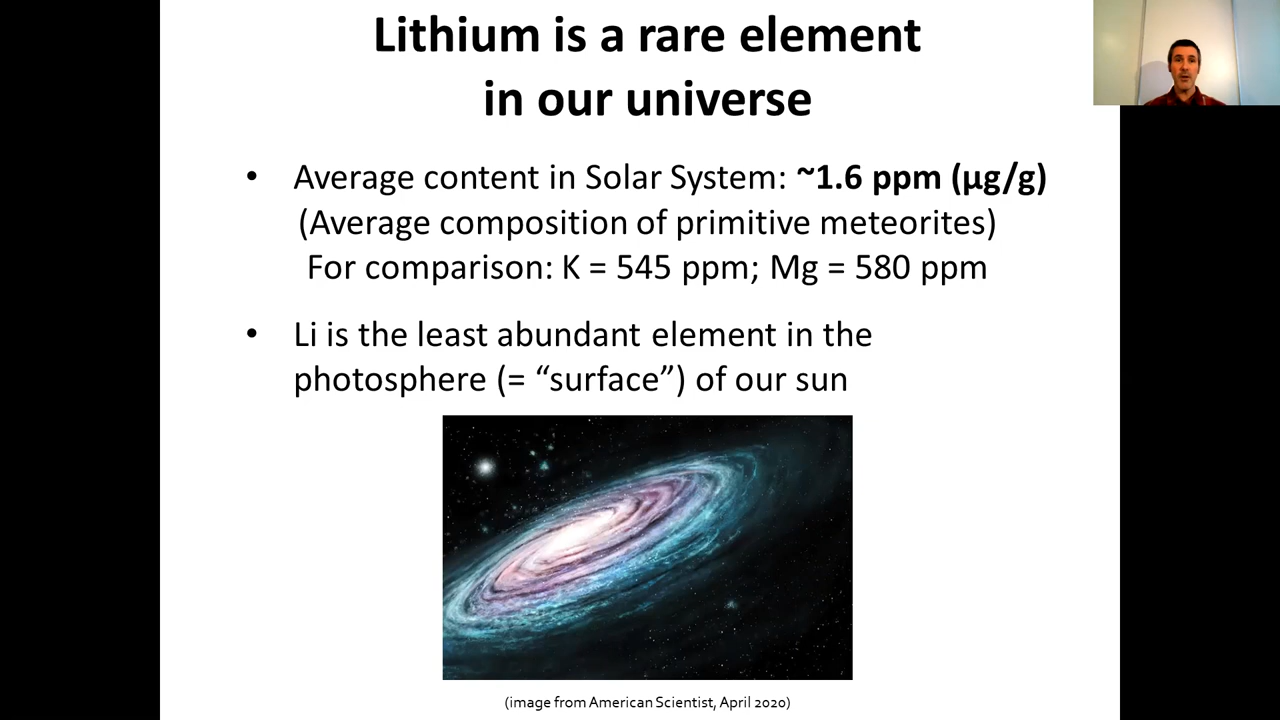 Lithium is a rare element
in our universe
• Average content in Solar System: ~1.6 ppm (µg/g)
(Average composition of primitive meteorites)
For comparison: K = 545 ppm; Mg = 580 ppm
• Li is the least abundant element in the
photosphere (= “surface”) of our sun
(image from American Scientist, April 2020)